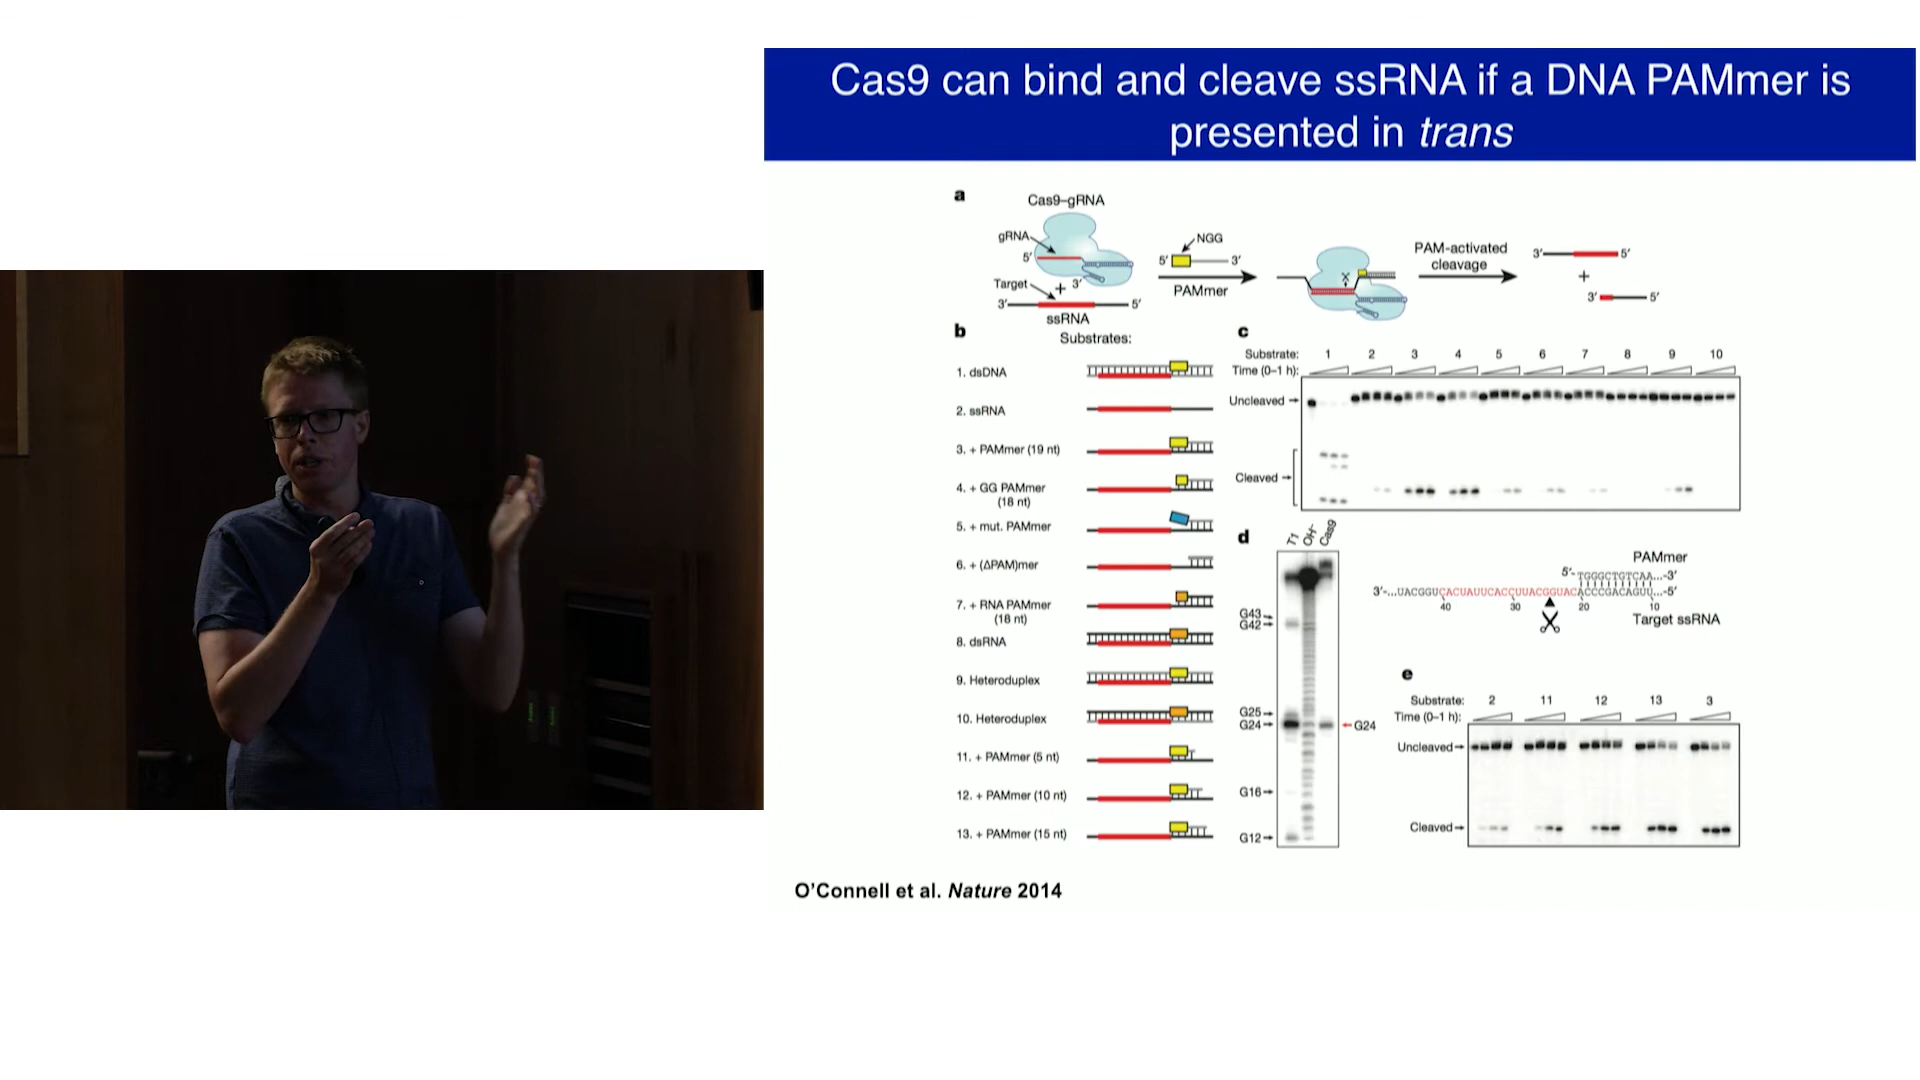 Cas9 can bind and cleave ssRNA if a DNA PAMmer is
presented in trans
a
Cas9–gRNA
gRNA
5′
3′
Target
+
3′
5′
ssRNA
NGG
5′
3′
PAMmer
PAM-activated
cleavage
3′
5′
+
3′
5′
b
Substrates:
1. dsDNA
2. ssRNA
3. + PAMmer (19 nt)
4. + GG PAMmer
(18 nt)
5. + mut. PAMmer
6. + (ΔPAM)mer
7. + RNA PAMmer
(18 nt)
8. dsRNA
9. Heteroduplex
10. Heteroduplex
11. + PAMmer (5 nt)
12. + PAMmer (10 nt)
13. + PAMmer (15 nt)
c
Substrate: 1 2 3 4 5 6 7 8 9 10
Time (0–1 h):
Uncleaved
Cleaved
d
T1 OH⁻ Cas9
G43
G42
G25
G24
G24
G16
G12
PAMmer
5′-TGGGCTGTCAA...-3′
3′-...UACGGUCACUAUUCACCUUACGGUACACCCGACAGUU...-5′
40 30 20 10
Target ssRNA
e
Substrate: 2 11 12 13 3
Time (0–1 h):
Uncleaved
Cleaved
O'Connell et al. Nature 2014